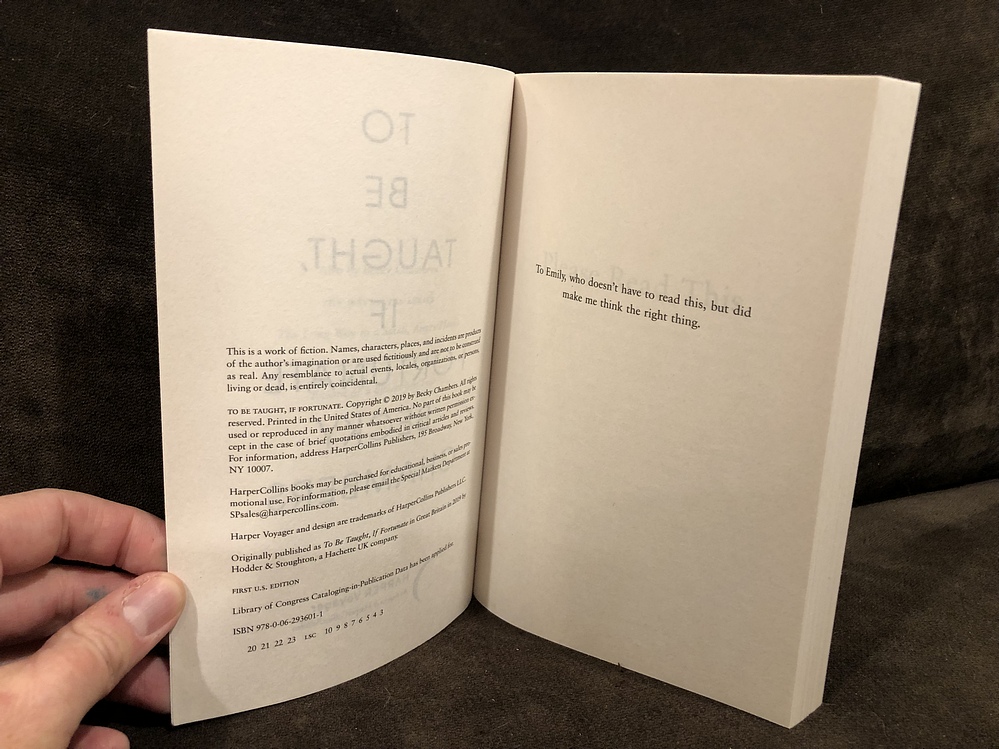 This is a work of fiction. Names, characters, places, and incidents are products
of the author's imagination or are used fictitiously and are not to be construed
as real. Any resemblance to actual events, locales, organizations, or persons,
living or dead, is entirely coincidental.
TO BE TAUGHT, IF FORTUNATE. Copyright © 2019 by Becky Chambers. All rights
reserved. Printed in the United States of America. No part of this book may be
used or reproduced in any manner whatsoever without written permission ex-
cept in the case of brief quotations embodied in critical articles and reviews.
For information, address HarperCollins Publishers, 195 Broadway, New York,
NY 10007.
HarperCollins books may be purchased for educational, business, or sales pro-
motional use. For information, please email the Special Markets Department at
SPsales@harpercollins.com.
Harper Voyager and design are trademarks of HarperCollins Publishers LLC.
Originally published as To Be Taught, If Fortunate in Great Britain in 2019 by
Hodder & Stoughton, a Hachette UK company.
FIRST U.S. EDITION
Library of Congress Cataloging-in-Publication Data has been applied for.
ISBN 978-0-06-293601-1
20 21 22 23 LSC 10 9 8 7 6 5 4 3
To Emily, who doesn't have to read this, but did
make me think the right thing.
TO
BE
TAUGHT,
IF